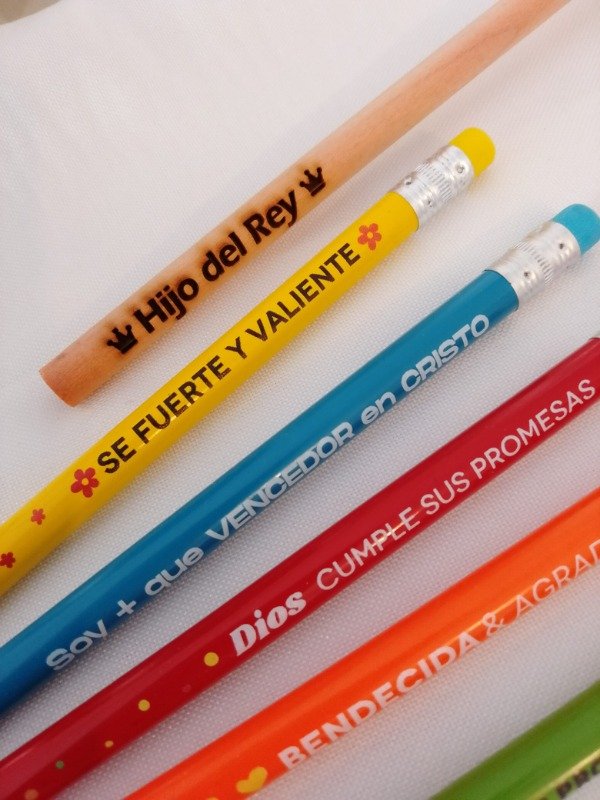 Hijo del Rey
SE FUERTE Y VALIENTE
Soy + que VENCEDOR en CRISTO
Dios CUMPLE SUS PROMESAS
BENDECIDA &